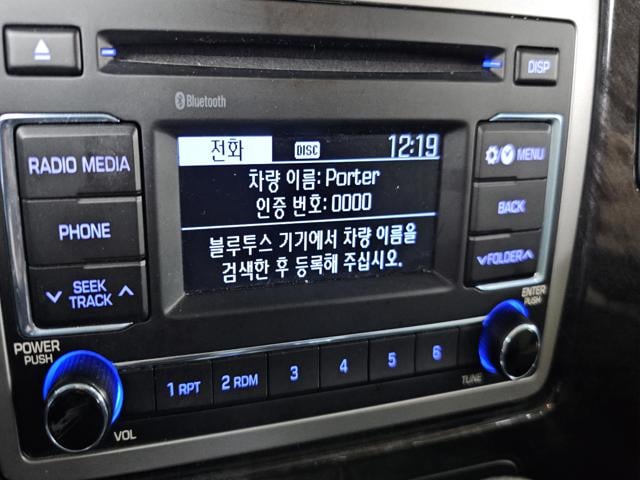 DISP
Bluetooth
전화 DISC 12:19
차량 이름: Porter
인증 번호: 0000
블루투스 기기에서 차량 이름을
검색한 후 등록해 주십시오.
RADIO MEDIA
PHONE
SEEK
TRACK
MENU
BACK
FOLDER
POWER
PUSH
VOL
1 RPT 2 RDM 3 4 5 6
ENTER
PUSH
TUNE